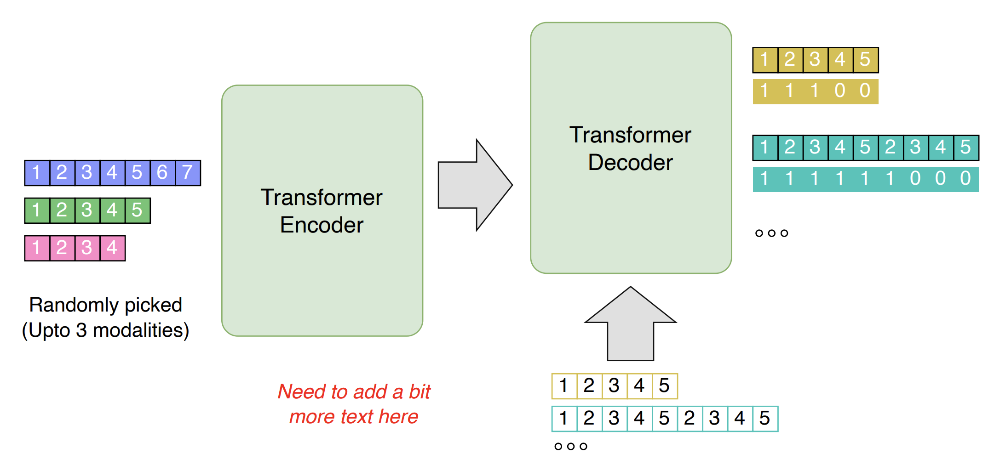 1 2 3 4 5 6 7
1 2 3 4 5
1 2 3 4
Randomly picked
(Upto 3 modalities)
Transformer
Encoder
Need to add a bit
more text here
Transformer
Decoder
1 2 3 4 5
1 2 3 4 5 2 3 4 5
1 2 3 4 5
1 1 1 0 0
1 2 3 4 5 2 3 4 5
1 1 1 1 1 1 0 0 0